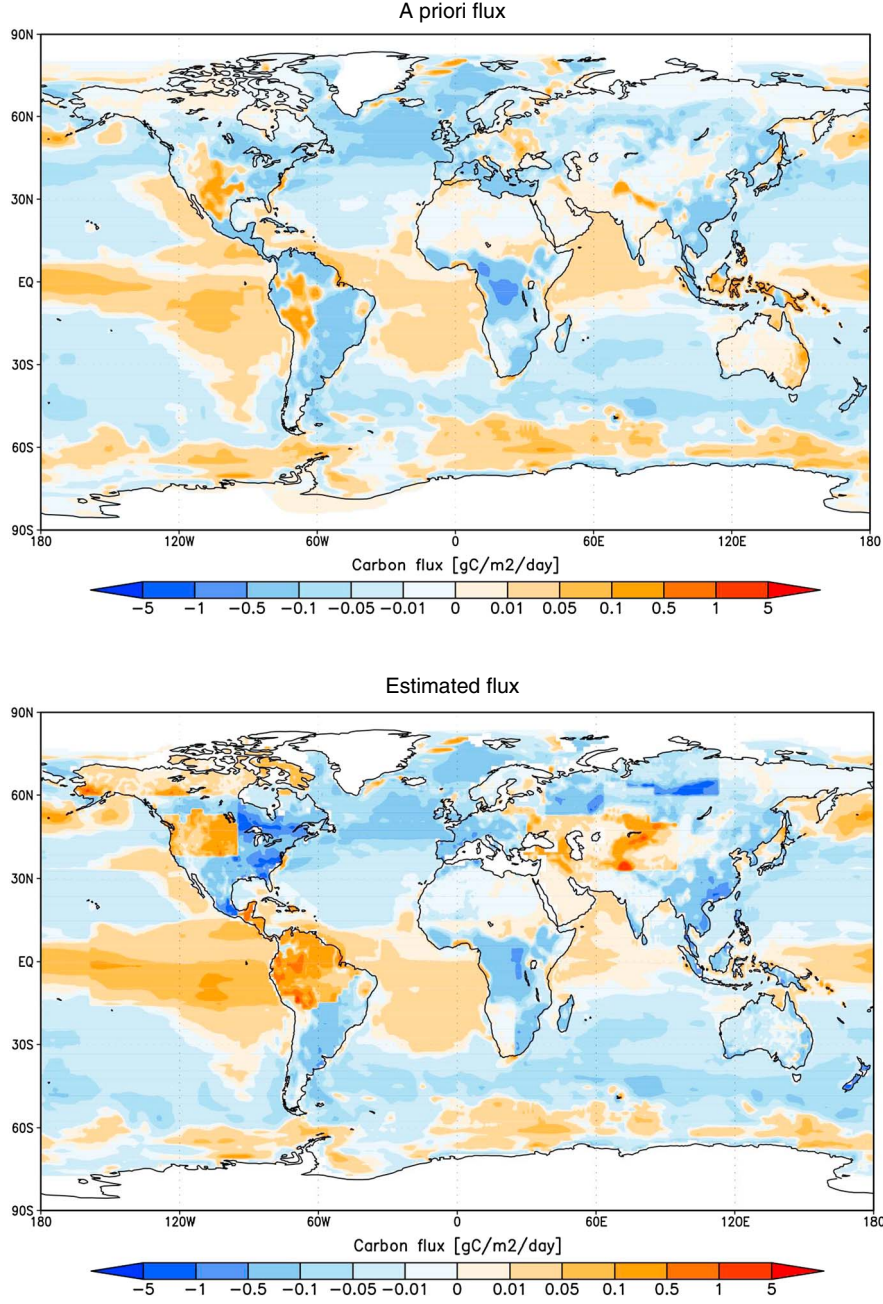 A priori flux
90N
60N
30N
EQ
30S
60S
90S
180 120W 60W 0 60E 120E 180
Carbon flux [gC/m2/day]
−5 −1 −0.5 −0.1 −0.05 −0.01 0 0.01 0.05 0.1 0.5 1 5
Estimated flux
90N
60N
30N
EQ
30S
60S
90S
180 120W 60W 0 60E 120E 180
Carbon flux [gC/m2/day]
−5 −1 −0.5 −0.1 −0.05 −0.01 0 0.01 0.05 0.1 0.5 1 5